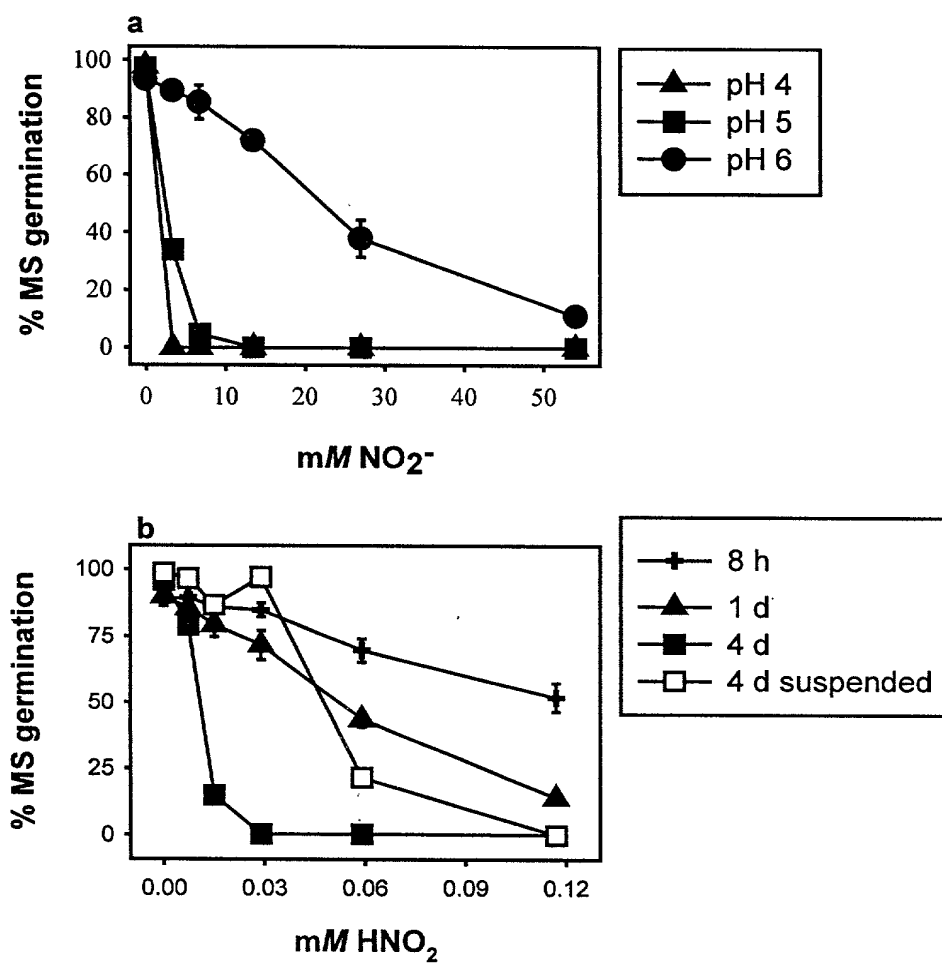 a
100
80
60
40
20
0
% MS germination
0 10 20 30 40 50
mM NO2-
pH 4
pH 5
pH 6
b
100
75
50
25
0
% MS germination
0.00 0.03 0.06 0.09 0.12
mM HNO2
8 h
1 d
4 d
4 d suspended